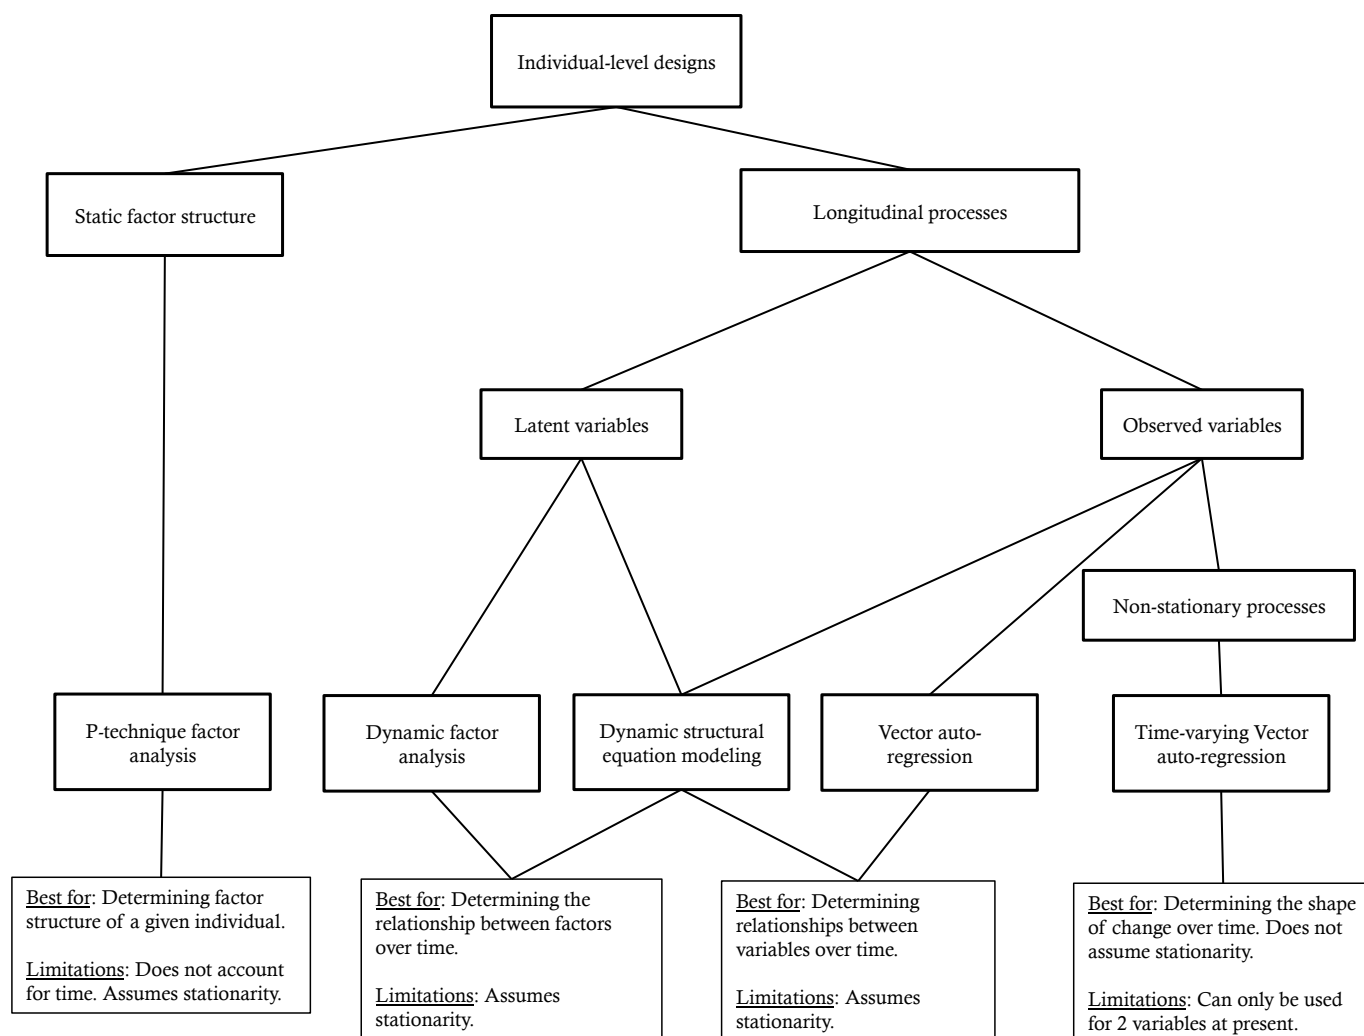 Individual-level designs
Static factor structure
Longitudinal processes
Latent variables
Observed variables
Non-stationary processes
P-technique factor
analysis
Dynamic factor
analysis
Dynamic structural
equation modeling
Vector auto-
regression
Time-varying Vector
auto-regression
Best for: Determining factor
structure of a given individual.
Limitations: Does not account
for time. Assumes stationarity.
Best for: Determining the
relationship between factors
over time.
Limitations: Assumes
stationarity.
Best for: Determining
relationships between
variables over time.
Limitations: Assumes
stationarity.
Best for: Determining the shape
of change over time. Does not
assume stationarity.
Limitations: Can only be used
for 2 variables at present.